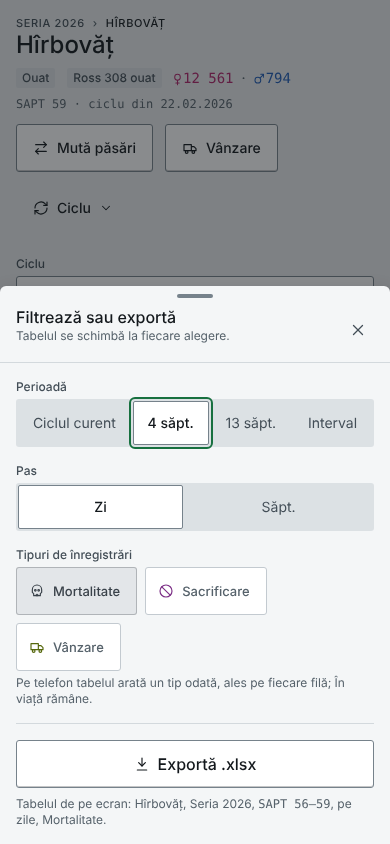 SERIA 2026 › HÎRBOVĂȚ
Hîrbovăț
Ouat Ross 308 ouat ♀12 561 · ♂794
SAPT 59 · ciclu din 22.02.2026
Mută păsări Vânzare
Ciclu
Ciclu
Filtrează sau exportă
Tabelul se schimbă la fiecare alegere.
Perioadă
Ciclul curent 4 săpt. 13 săpt. Interval
Pas
Zi Săpt.
Tipuri de înregistrări
Mortalitate Sacrificare
Vânzare
Pe telefon tabelul arată un tip odată, ales pe fiecare filă; În
viață rămâne.
Exportă .xlsx
Tabelul de pe ecran: Hîrbovăț, Seria 2026, SAPT 56–59, pe
zile, Mortalitate.